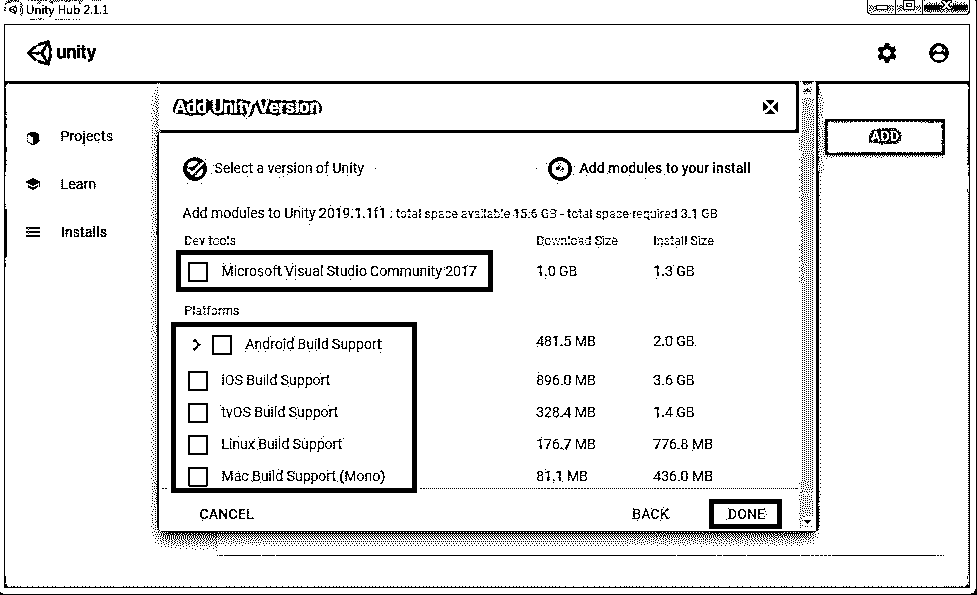 Unity Hub 2.1.1
unity
Add Unity Version
Projects
ADD
Select a version of Unity
Add modules to your install
Learn
Add modules to Unity 2019.1.1f1 : total space available 15.6 GB - total space required 3.1 GB
Installs
Dev tools Download Size Install Size
Microsoft Visual Studio Community 2017 1.0 GB 1.3 GB
Platforms
Android Build Support 481.5 MB 2.0 GB
iOS Build Support 896.0 MB 3.6 GB
tvOS Build Support 328.4 MB 1.4 GB
Linux Build Support 176.7 MB 776.8 MB
Mac Build Support (Mono) 81.1 MB 436.0 MB
CANCEL BACK DONE